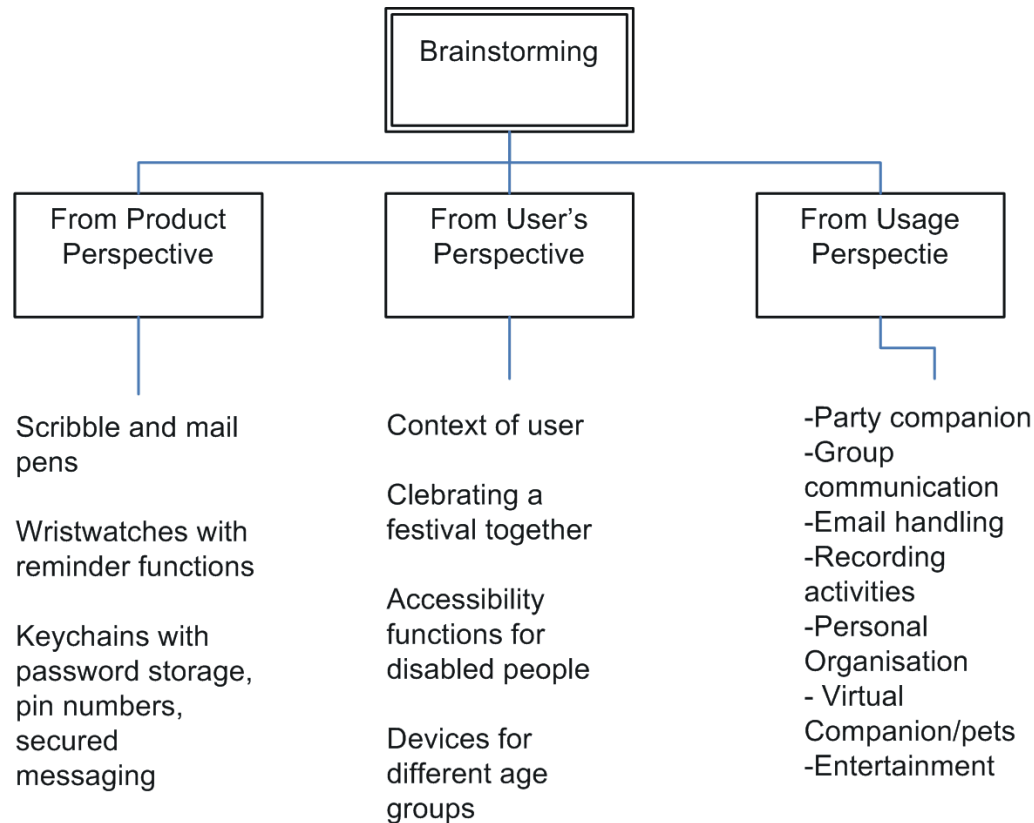 Brainstorming
From Product
Perspective
From User's
Perspective
From Usage
Perspectie
Scribble and mail
pens
Wristwatches with
reminder functions
Keychains with
password storage,
pin numbers,
secured
messaging
Context of user
Clebrating a
festival together
Accessibility
functions for
disabled people
Devices for
different age
groups
-Party companion
-Group
communication
-Email handling
-Recording
activities
-Personal
Organisation
- Virtual
Companion/pets
-Entertainment